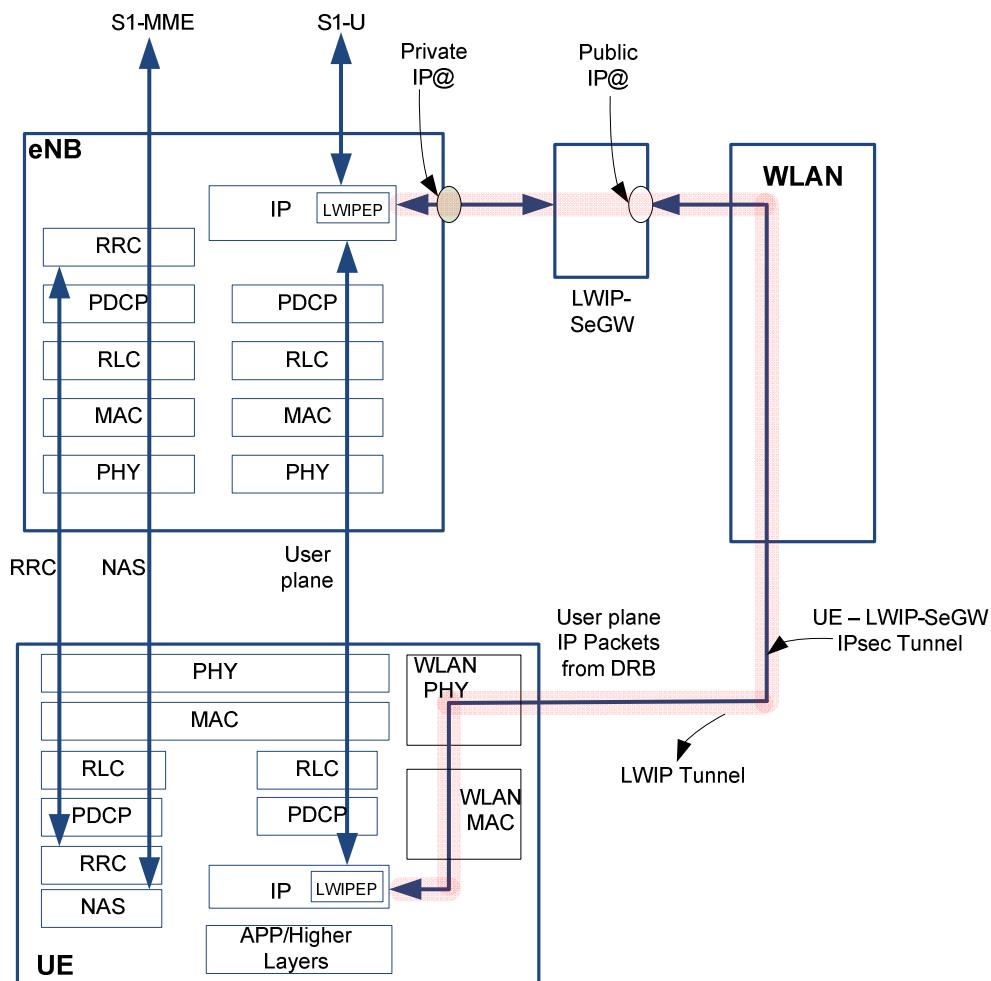 S1-MME
S1-U
Private
IP@
Public
IP@
eNB
WLAN
IP
LWIPEP
RRC
PDCP
PDCP
LWIP-
SeGW
RLC
RLC
MAC
MAC
PHY
PHY
RRC
NAS
User
plane
User plane
IP Packets
from DRB
UE – LWIP-SeGW
IPsec Tunnel
PHY
WLAN
PHY
MAC
RLC
RLC
LWIP Tunnel
PDCP
PDCP
WLAN
MAC
RRC
IP
LWIPEP
NAS
APP/Higher
Layers
UE